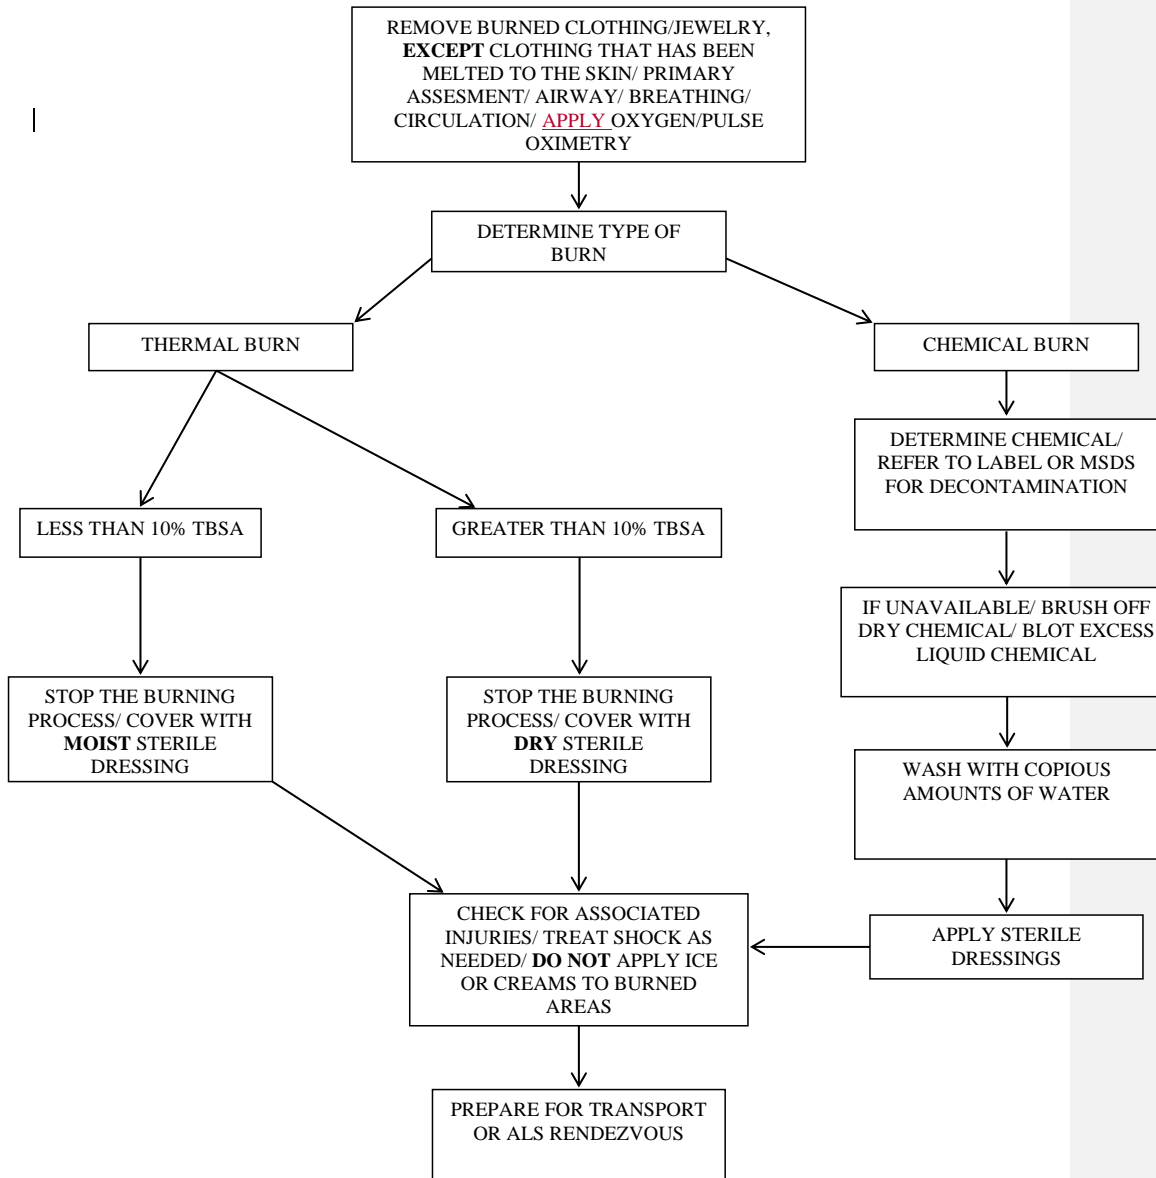 REMOVE BURNED CLOTHING/JEWELRY,
EXCEPT CLOTHING THAT HAS BEEN
MELTED TO THE SKIN/ PRIMARY
ASSESMENT/ AIRWAY/ BREATHING/
CIRCULATION/ APPLY OXYGEN/PULSE
OXIMETRY
DETERMINE TYPE OF
BURN
THERMAL BURN
CHEMICAL BURN
DETERMINE CHEMICAL/
REFER TO LABEL OR MSDS
FOR DECONTAMINATION
LESS THAN 10% TBSA
GREATER THAN 10% TBSA
IF UNAVAILABLE/ BRUSH OFF
DRY CHEMICAL/ BLOT EXCESS
LIQUID CHEMICAL
STOP THE BURNING
PROCESS/ COVER WITH
MOIST STERILE
DRESSING
STOP THE BURNING
PROCESS/ COVER WITH
DRY STERILE
DRESSING
WASH WITH COPIOUS
AMOUNTS OF WATER
CHECK FOR ASSOCIATED
INJURIES/ TREAT SHOCK AS
NEEDED/ DO NOT APPLY ICE
OR CREAMS TO BURNED
AREAS
APPLY STERILE
DRESSINGS
PREPARE FOR TRANSPORT
OR ALS RENDEZVOUS